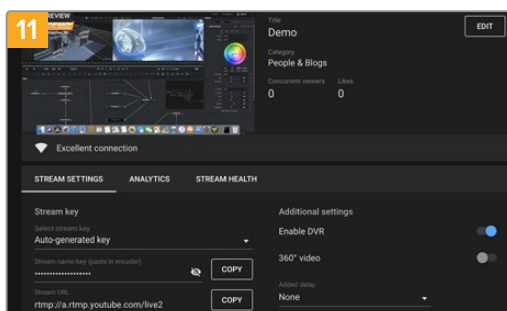 11
PREVIEW
Title
Demo
EDIT
Category
People & Blogs
Concurrent viewers
Likes
0
0
Excellent connection
STREAM SETTINGS
ANALYTICS
STREAM HEALTH
Stream key
Select stream key
Auto-generated key
Stream name/key (paste in encoder)
•••••••••••••••••••
COPY
Stream URL
rtmp://a.rtmp.youtube.com/live2
COPY
Additional settings
Enable DVR
360° video
Added delay
None